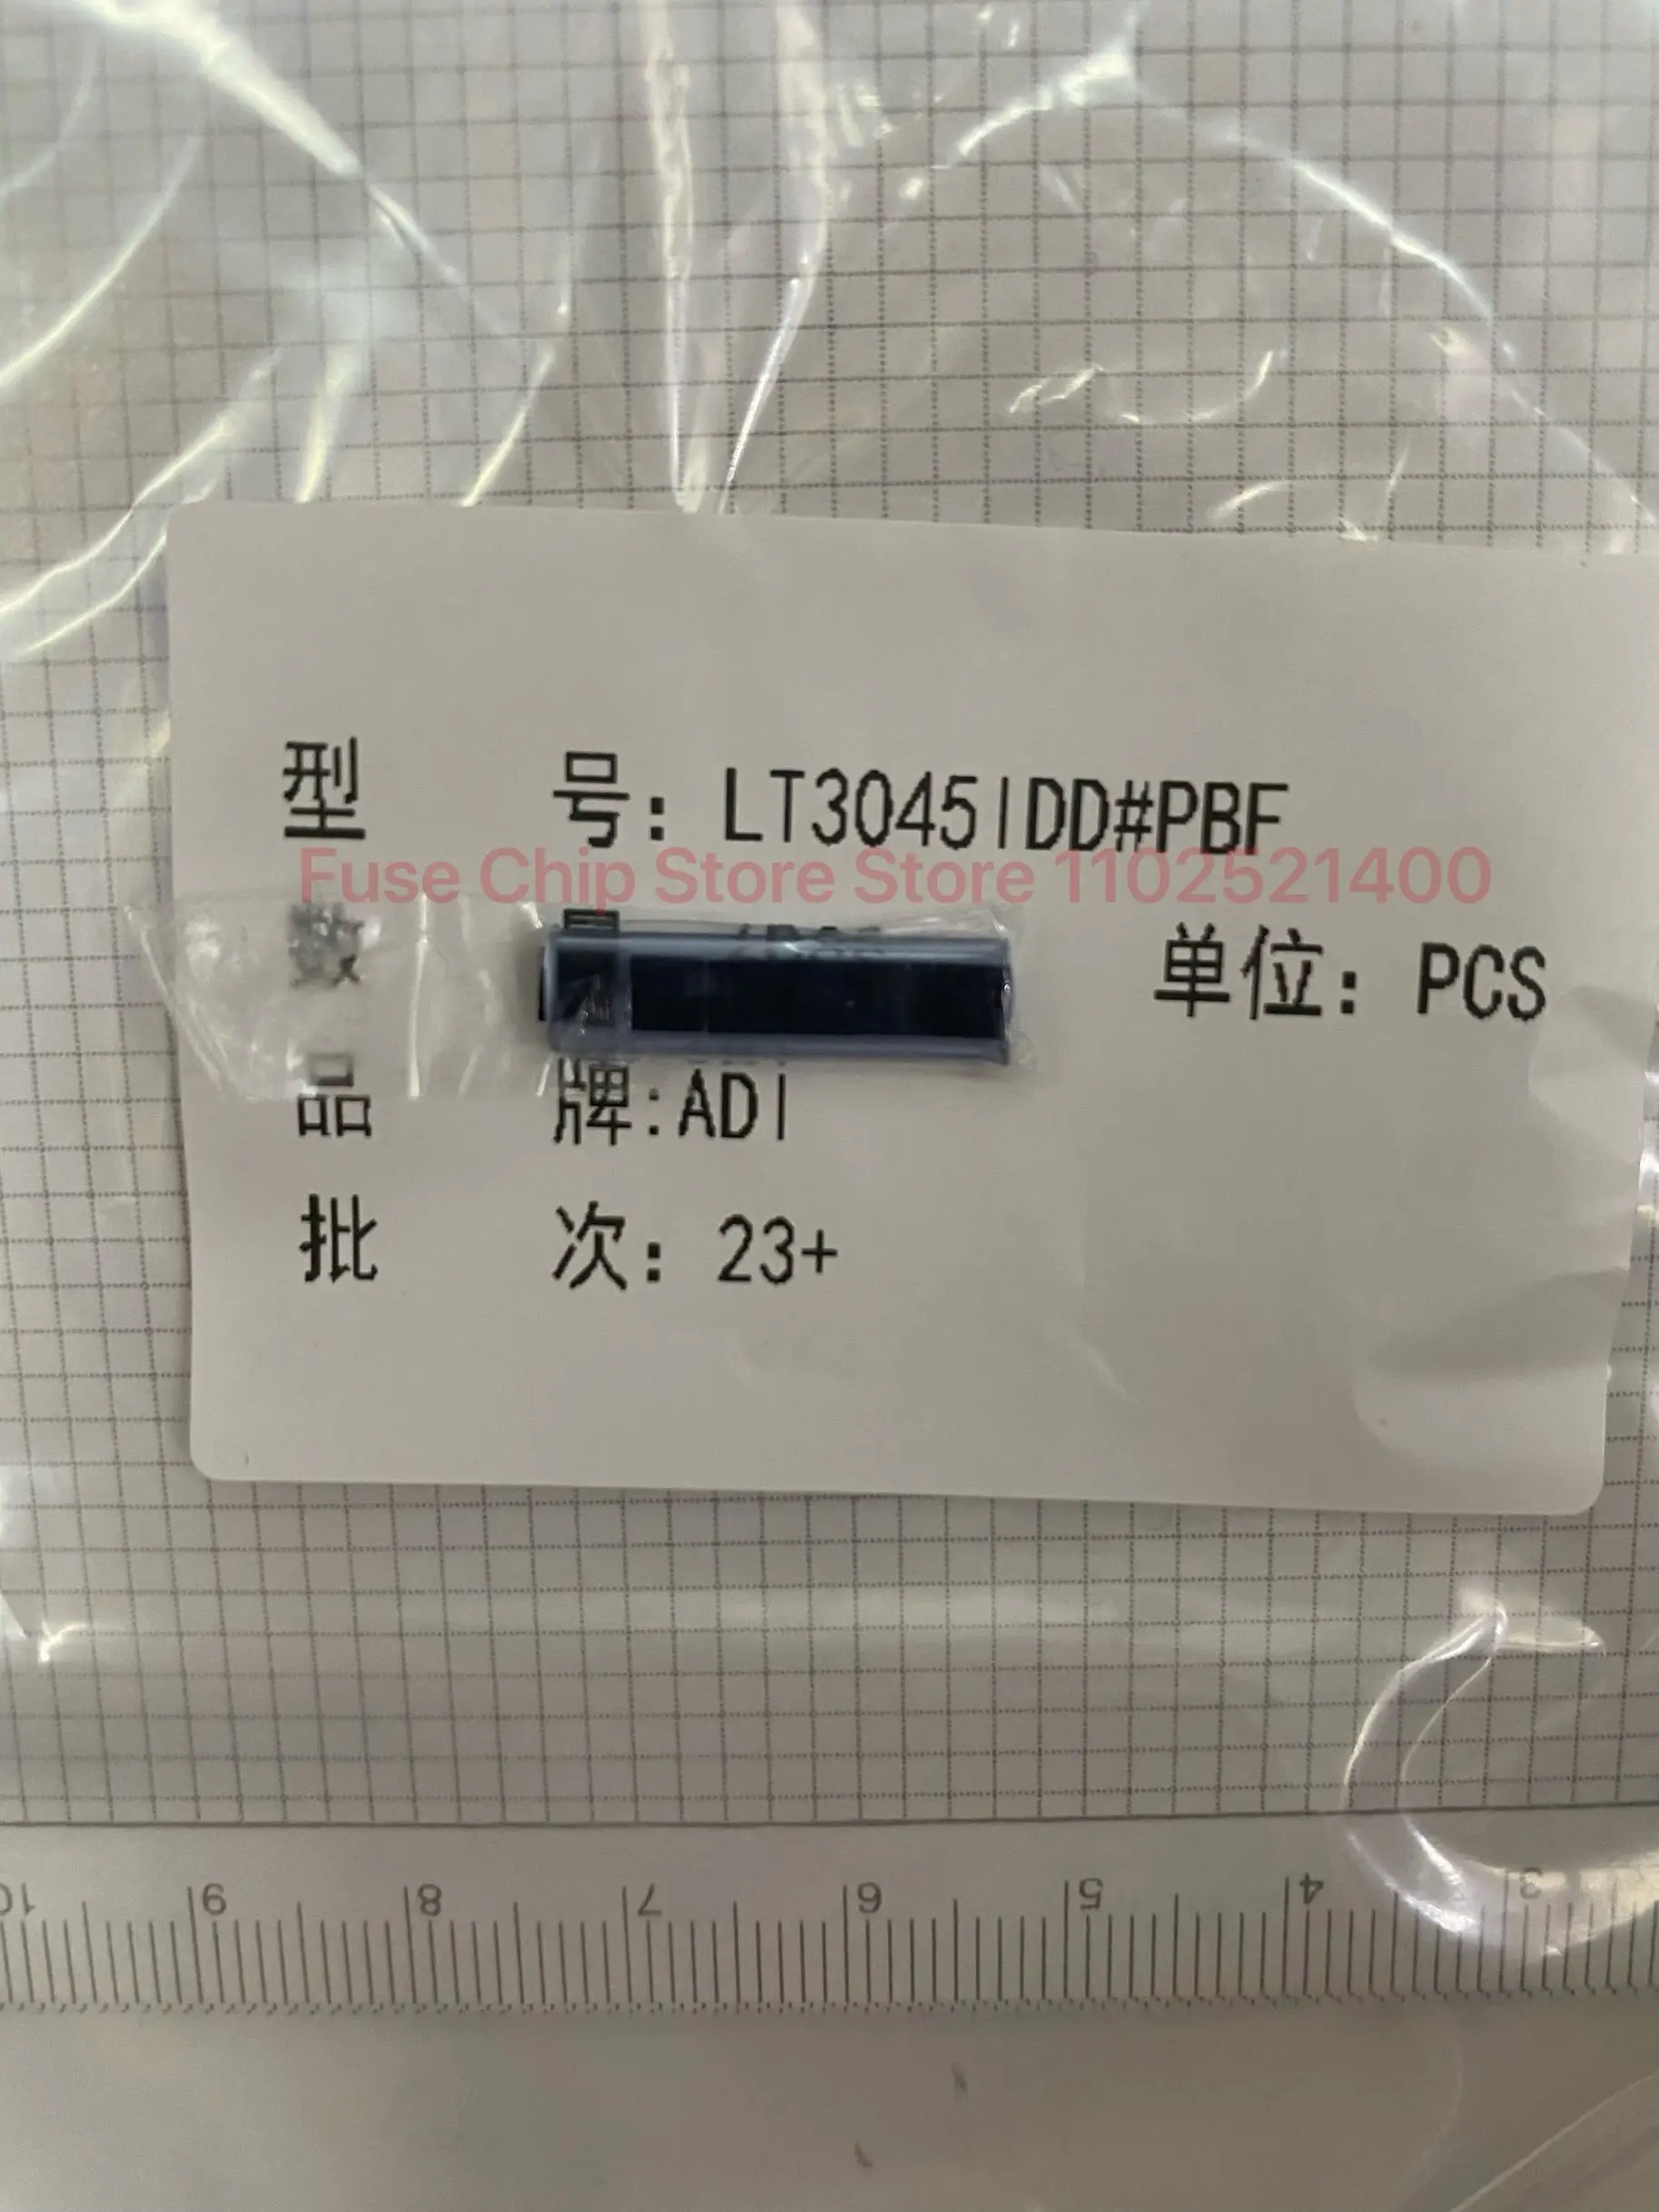 型 号: LT3045IDD#PBF
Fuse Chip Store Store 1102521400
数 单位: PCS
品 牌:ADI
批 次: 23+
10 9 8 7 6 5 4 3